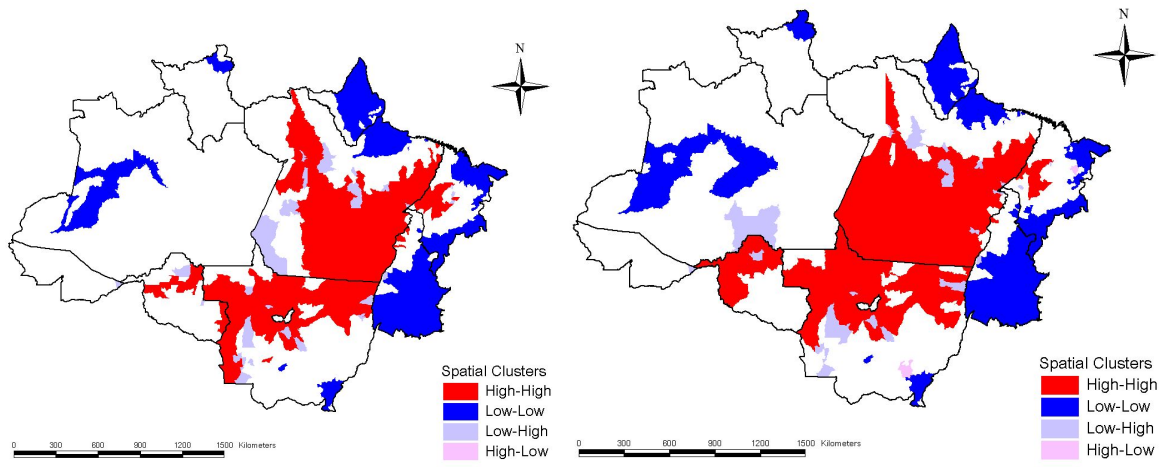 N
Spatial Clusters
High-High
Low-Low
Low-High
High-Low
0 300 600 900 1200 1500 Kilometers
N
Spatial Clusters
High-High
Low-Low
Low-High
High-Low
0 300 600 900 1200 1500 Kilometers